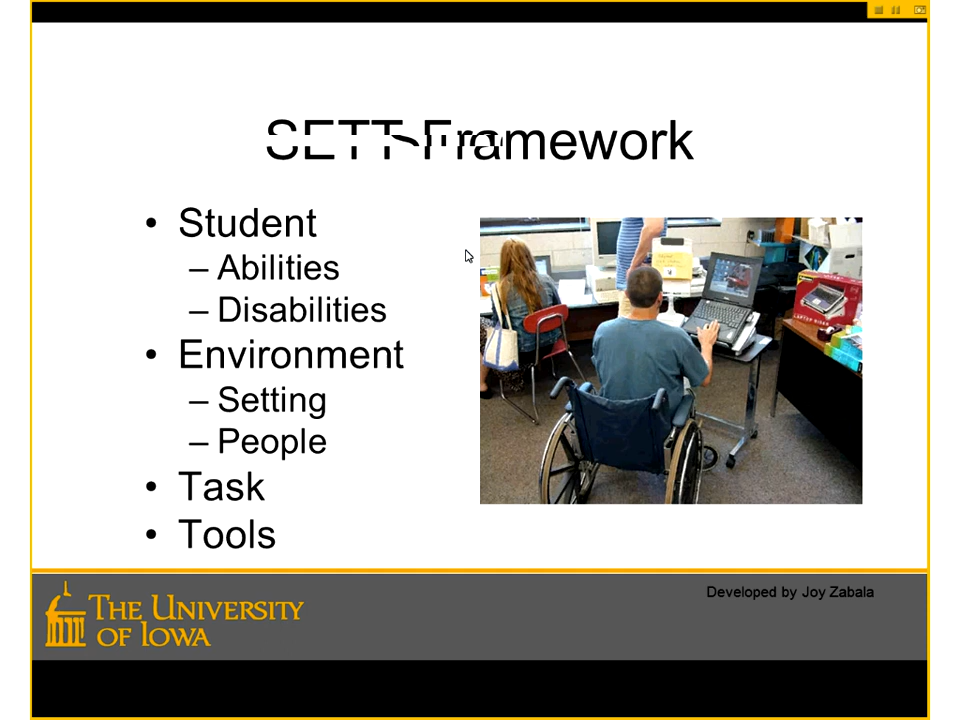 SETT Framework
• Student
– Abilities
– Disabilities
• Environment
– Setting
– People
• Task
• Tools
Developed by Joy Zabala
THE UNIVERSITY
OF IOWA